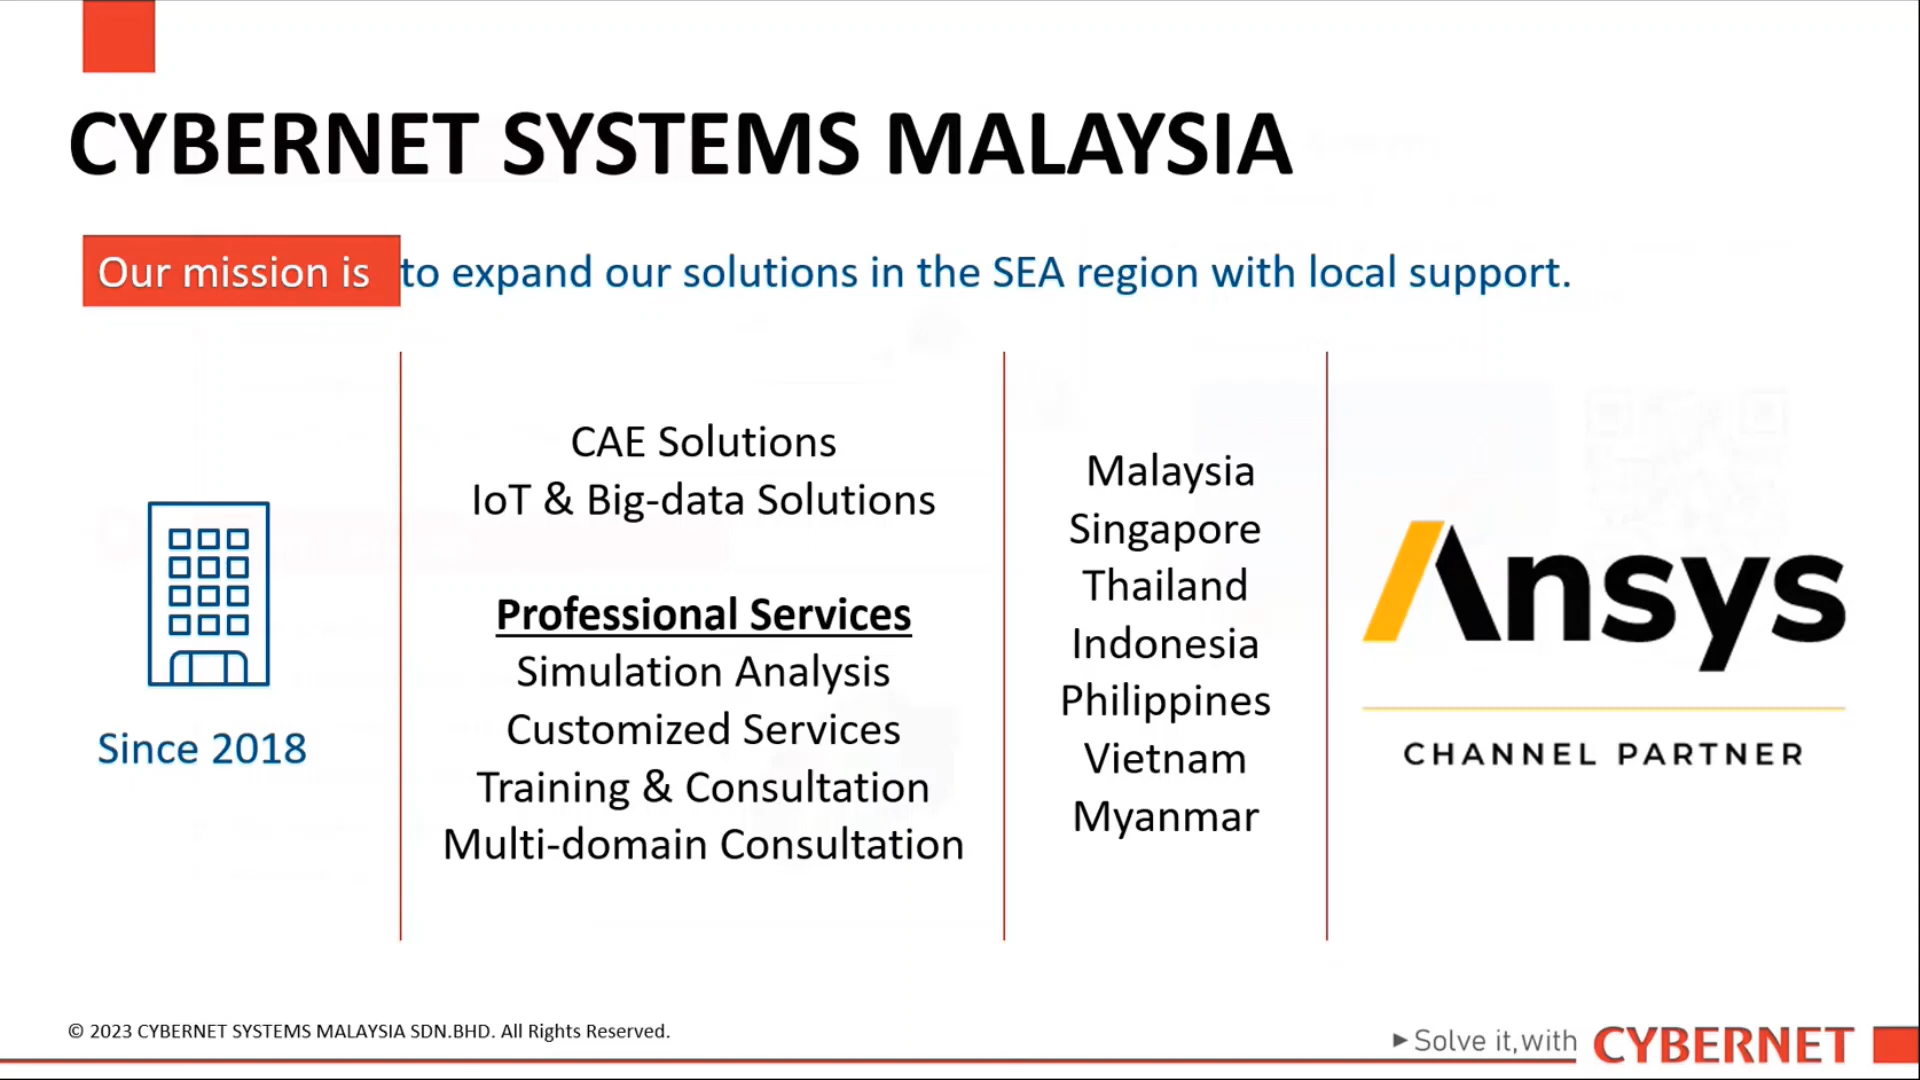 CYBERNET SYSTEMS MALAYSIA
Our mission is to expand our solutions in the SEA region with local support.
Since 2018
CAE Solutions
IoT & Big-data Solutions
Professional Services
Simulation Analysis
Customized Services
Training & Consultation
Multi-domain Consultation
Malaysia
Singapore
Thailand
Indonesia
Philippines
Vietnam
Myanmar
Ansys
CHANNEL PARTNER
© 2023 CYBERNET SYSTEMS MALAYSIA SDN.BHD. All Rights Reserved.
Solve it, with CYBERNET